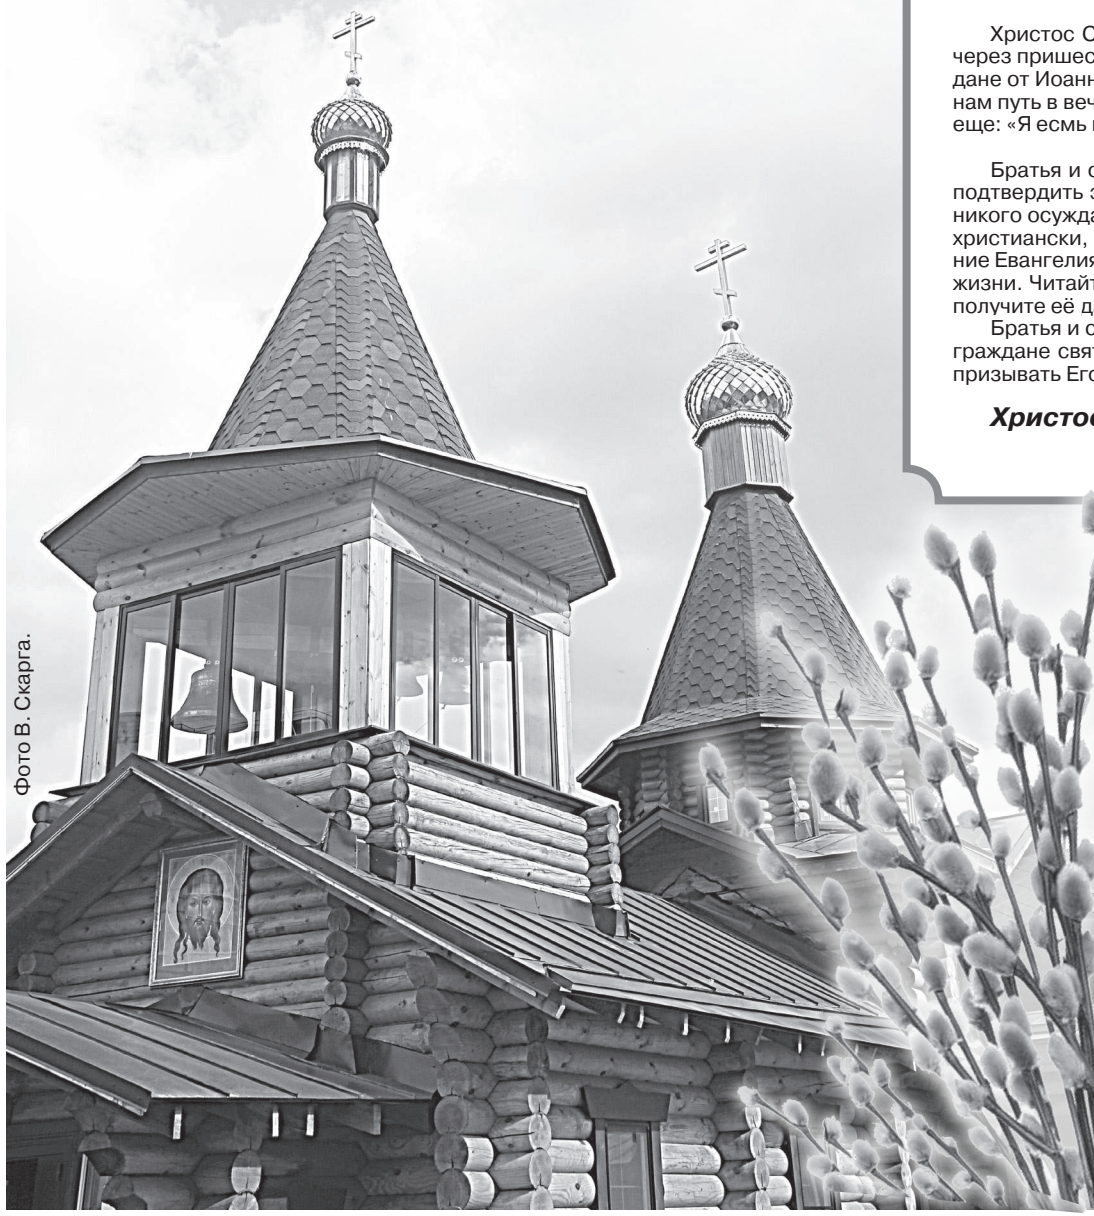 Христос С
через пришес
дане от Иоанн
нам путь в веч
еще: «Я есмь
Братья и с
подтвердить
никого осужда
христиански,
ние Евангелия
жизни. Читайт
получите её д
Братья и с
граждане свят
призывать Его
Христос
Фото В. Скарга.